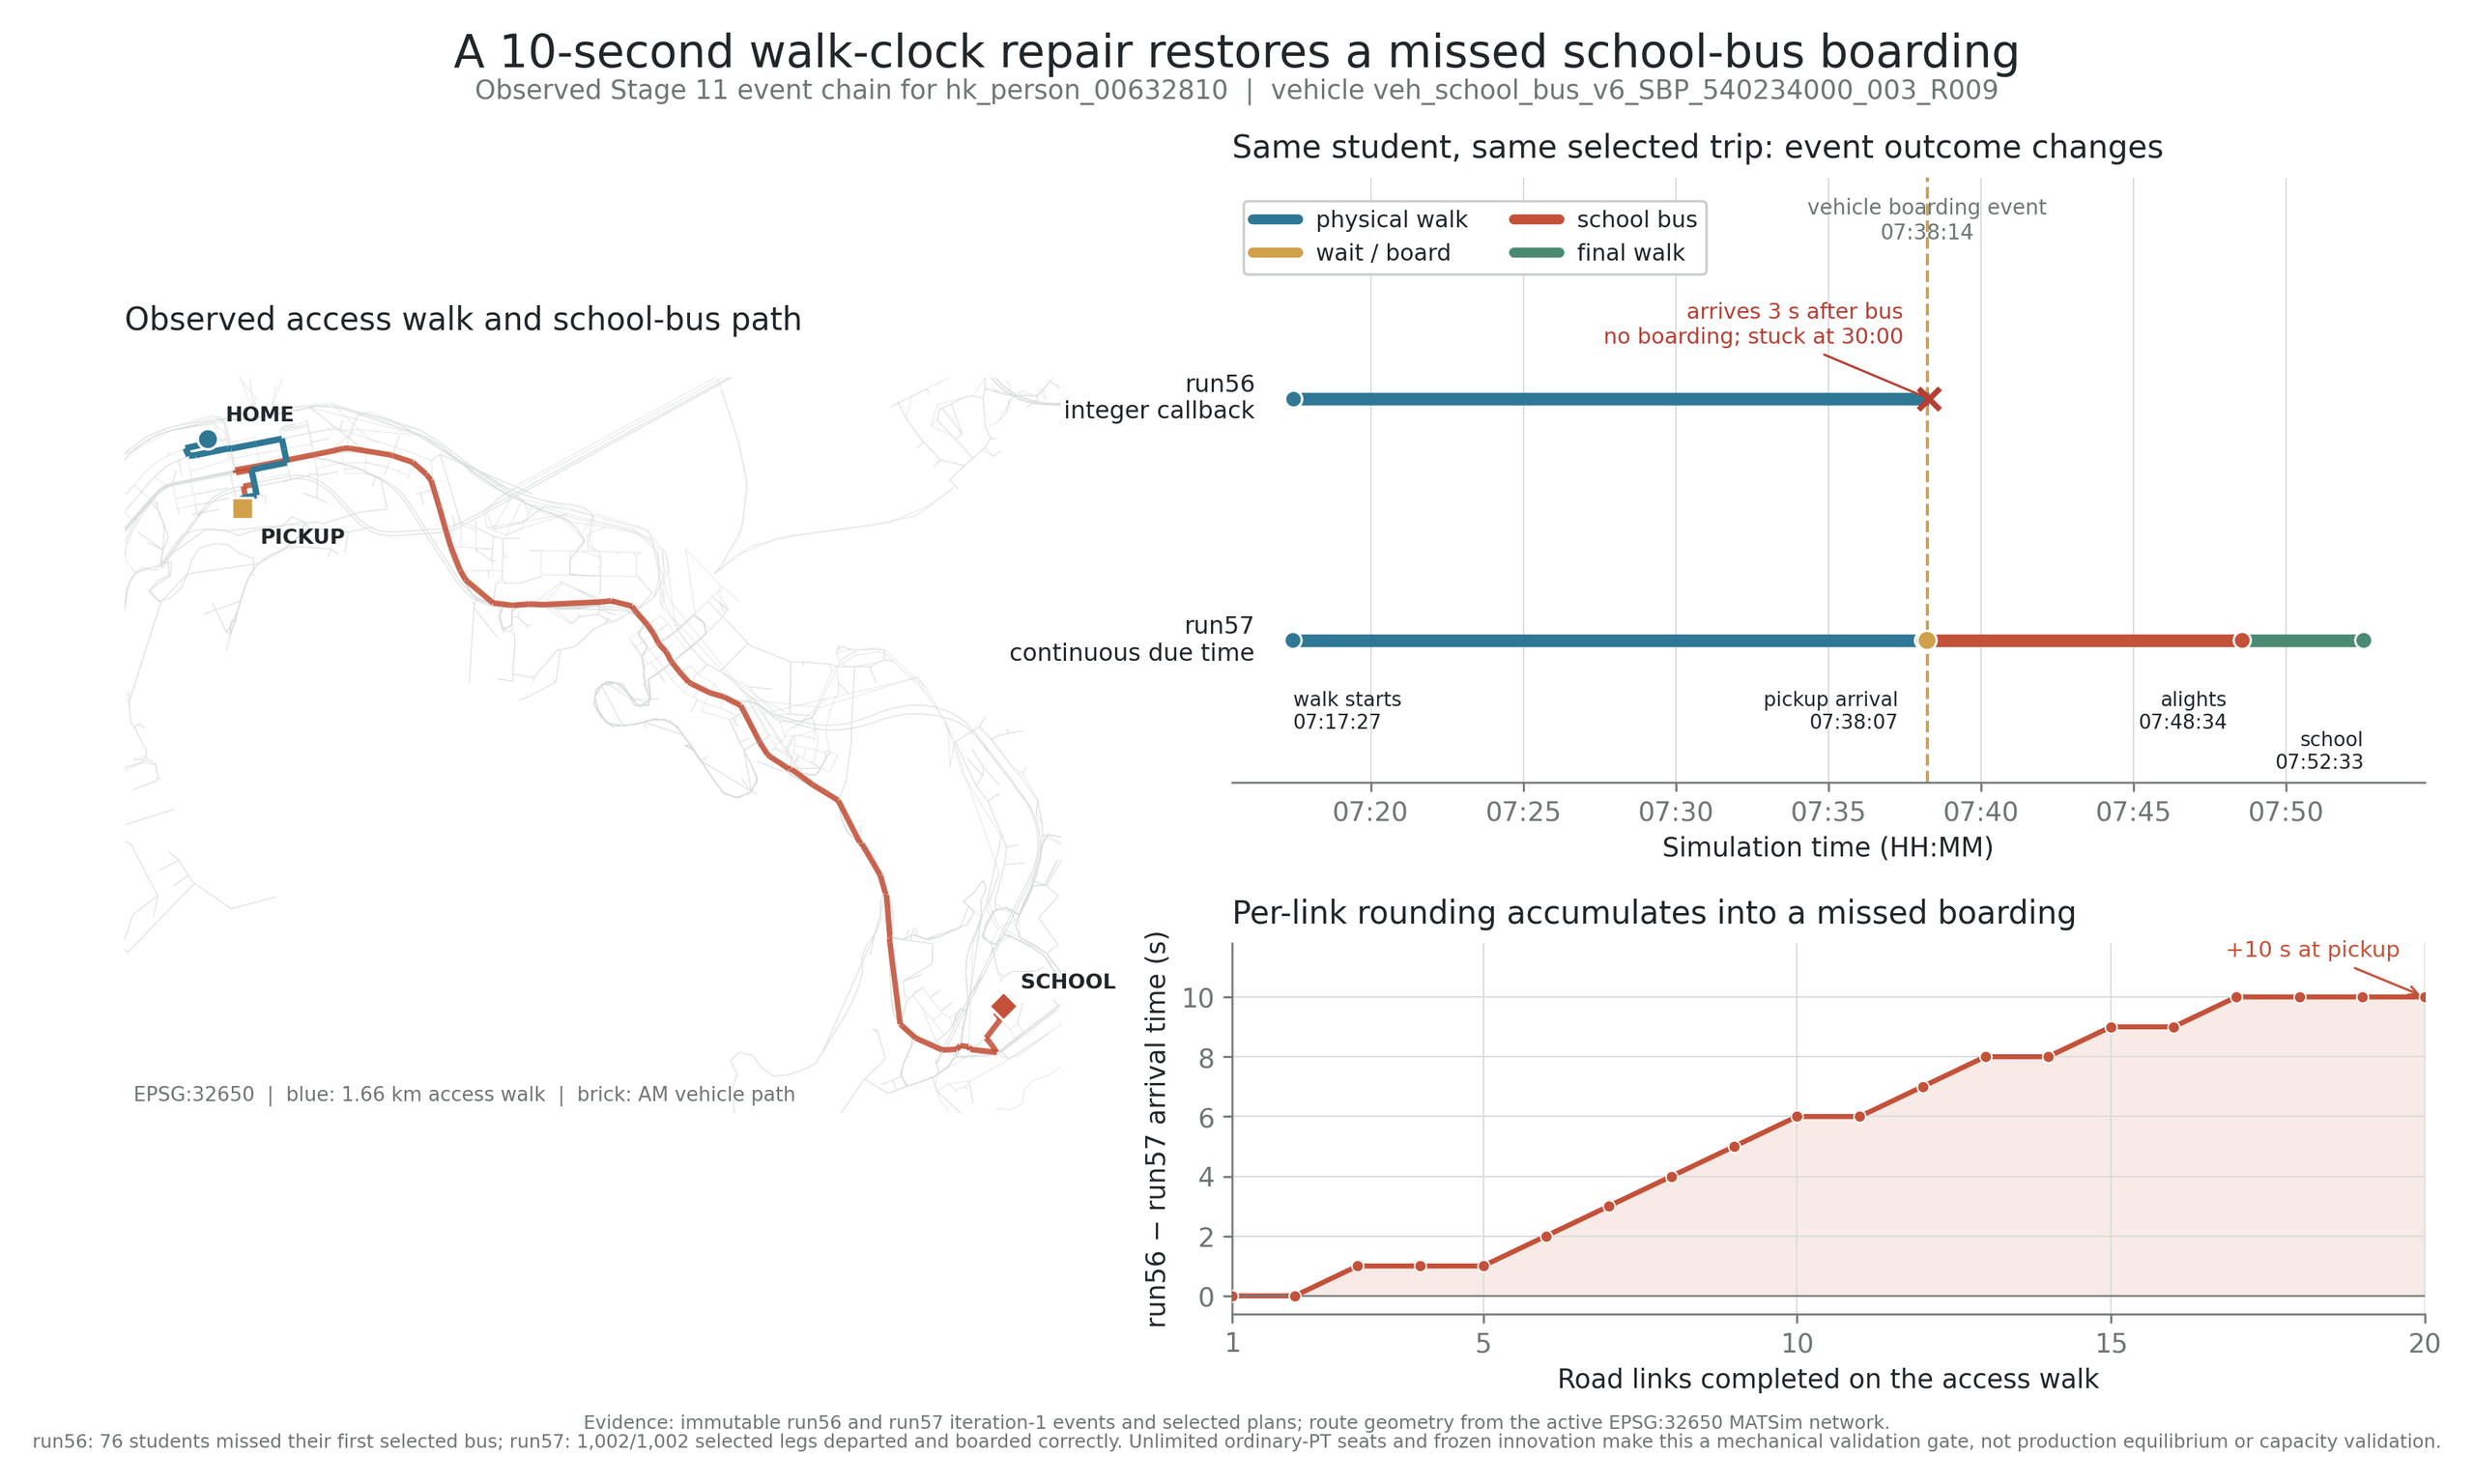 A 10-second walk-clock repair restores a missed school-bus boarding
Observed Stage 11 event chain for hk_person_00632810 | vehicle veh_school_bus_v6_SBP_540234000_003_R009
Observed access walk and school-bus path
HOME
PICKUP
SCHOOL
EPSG:32650 | blue: 1.66 km access walk | brick: AM vehicle path
Same student, same selected trip: event outcome changes
physical walk
school bus
wait / board
final walk
vehicle boarding event
07:38:14
arrives 3 s after bus
no boarding; stuck at 30:00
run56
integer callback
run57
continuous due time
walk starts
07:17:27
pickup arrival
07:38:07
alights
07:48:34
school
07:52:33
07:20 07:25 07:30 07:35 07:40 07:45 07:50
Simulation time (HH:MM)
Per-link rounding accumulates into a missed boarding
+10 s at pickup
run56 − run57 arrival time (s)
10
8
6
4
2
0
1 5 10 15 20
Road links completed on the access walk
Evidence: immutable run56 and run57 iteration-1 events and selected plans; route geometry from the active EPSG:32650 MATSim network.
run56: 76 students missed their first selected bus; run57: 1,002/1,002 selected legs departed and boarded correctly. Unlimited ordinary-PT seats and frozen innovation make this a mechanical validation gate, not production equilibrium or capacity validation.